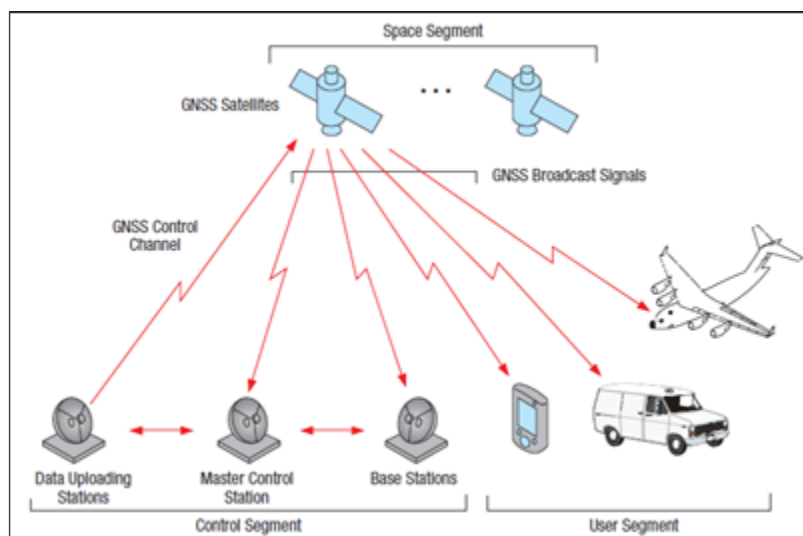 Space Segment
GNSS Satellites
GNSS Broadcast Signals
GNSS Control
Channel
Data Uploading
Stations
Master Control
Station
Base Stations
Control Segment
User Segment